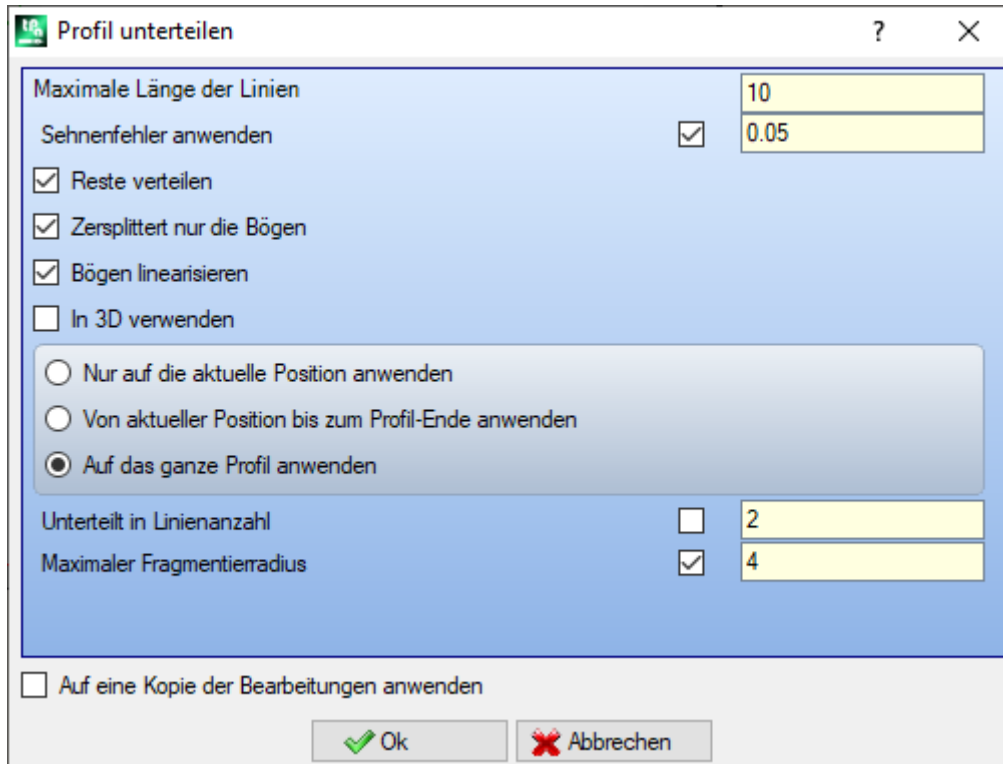 Profil unterteilen ?
Maximale Länge der Linien 10
Sehnenfehler anwenden 0.05
Reste verteilen
Zersplittert nur die Bögen
Bögen linearisieren
In 3D verwenden
Nur auf die aktuelle Position anwenden
Von aktueller Position bis zum Profil-Ende anwenden
Auf das ganze Profil anwenden
Unterteilt in Linienanzahl 2
Maximaler Fragmentierradius 4
Auf eine Kopie der Bearbeitungen anwenden
Ok Abbrechen